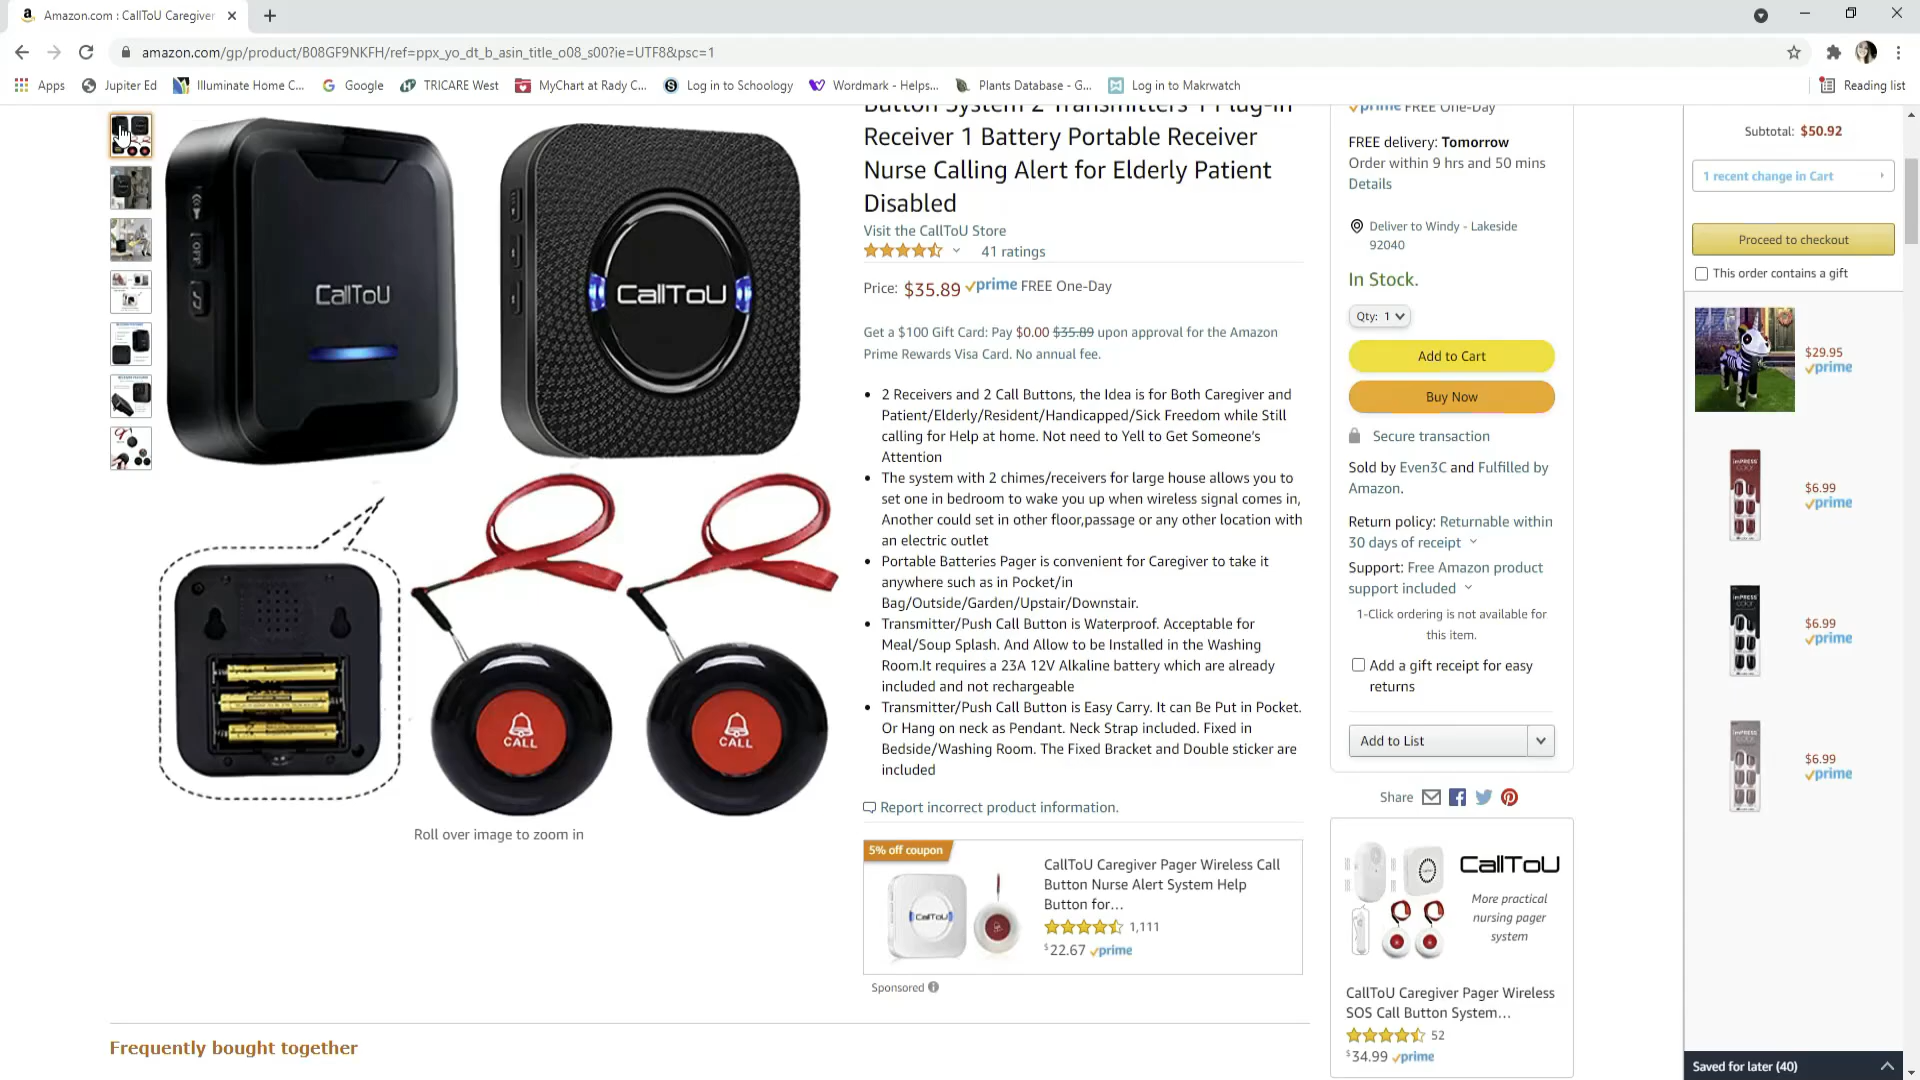 Amazon.com : CallToU Caregiver
amazon.com/gp/product/B08GF9NKFH/ref=ppx_yo_dt_b_asin_title_o08_s00?ie=UTF8&psc=1
Apps Jupiter Ed Illuminate Home C... Google TRICARE West MyChart at Rady C... Log in to Schoology Wordmark - Helps... Plants Database - G... Log in to Makrwatch Reading list
CallToU
OFF
CallToU
CALL
CALL
Roll over image to zoom in
Button System 2 Transmitters 1 Plug-in
Receiver 1 Battery Portable Receiver
Nurse Calling Alert for Elderly Patient
Disabled
Visit the CallToU Store
41 ratings
Price: $35.89 prime FREE One-Day
Get a $100 Gift Card: Pay $0.00 $35.89 upon approval for the Amazon
Prime Rewards Visa Card. No annual fee.
• 2 Receivers and 2 Call Buttons, the Idea is for Both Caregiver and
Patient/Elderly/Resident/Handicapped/Sick Freedom while Still
calling for Help at home. Not need to Yell to Get Someone’s
Attention
• The system with 2 chimes/receivers for large house allows you to
set one in bedroom to wake you up when wireless signal comes in,
Another could set in other floor,passage or any other location with
an electric outlet
• Portable Batteries Pager is convenient for Caregiver to take it
anywhere such as in Pocket/in
Bag/Outside/Garden/Upstair/Downstair.
• Transmitter/Push Call Button is Waterproof. Acceptable for
Meal/Soup Splash. And Allow to be Installed in the Washing
Room.It requires a 23A 12V Alkaline battery which are already
included and not rechargeable
• Transmitter/Push Call Button is Easy Carry. It can Be Put in Pocket.
Or Hang on neck as Pendant. Neck Strap included. Fixed in
Bedside/Washing Room. The Fixed Bracket and Double sticker are
included
Report incorrect product information.
5% off coupon
CallToU
CallToU Caregiver Pager Wireless Call
Button Nurse Alert System Help
Button for...
1,111
$22.67 prime
Sponsored
Frequently bought together
prime FREE One-Day
FREE delivery: Tomorrow
Order within 9 hrs and 50 mins
Details
Deliver to Windy - Lakeside
92040
In Stock.
Qty: 1
Add to Cart
Buy Now
Secure transaction
Sold by Even3C and Fulfilled by
Amazon.
Return policy: Returnable within
30 days of receipt
Support: Free Amazon product
support included
1-Click ordering is not available for
this item.
Add a gift receipt for easy
returns
Add to List
Share
CallToU
More practical
nursing pager
system
CallToU Caregiver Pager Wireless
SOS Call Button System...
52
$34.99 prime
Subtotal: $50.92
1 recent change in Cart
Proceed to checkout
This order contains a gift
$29.95
prime
imPRESS
color
$6.99
prime
imPRESS
color
$6.99
prime
imPRESS
color
$6.99
prime
Saved for later (40)